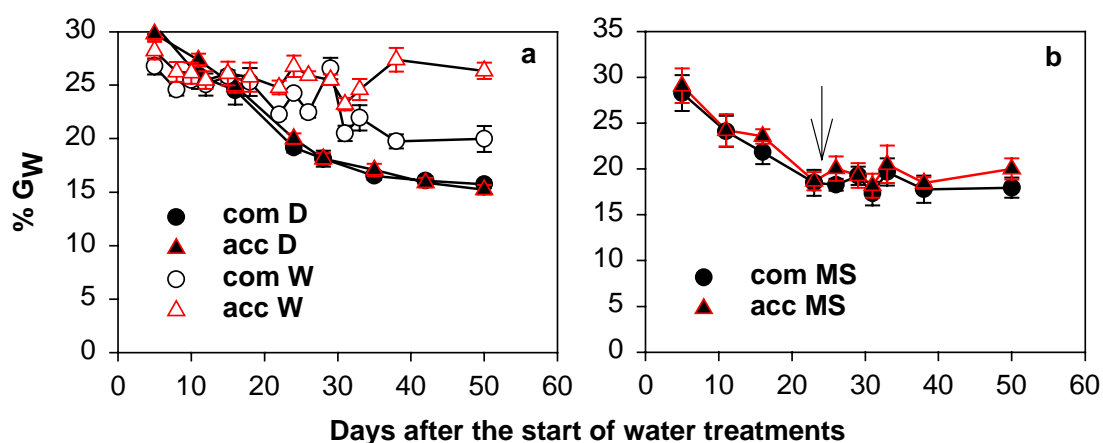 % GW
30
25
20
15
10
5
0
a
com D
acc D
com W
acc W
0 10 20 30 40 50 60
35
30
25
20
15
10
5
0
b
com MS
acc MS
0 10 20 30 40 50 60
Days after the start of water treatments